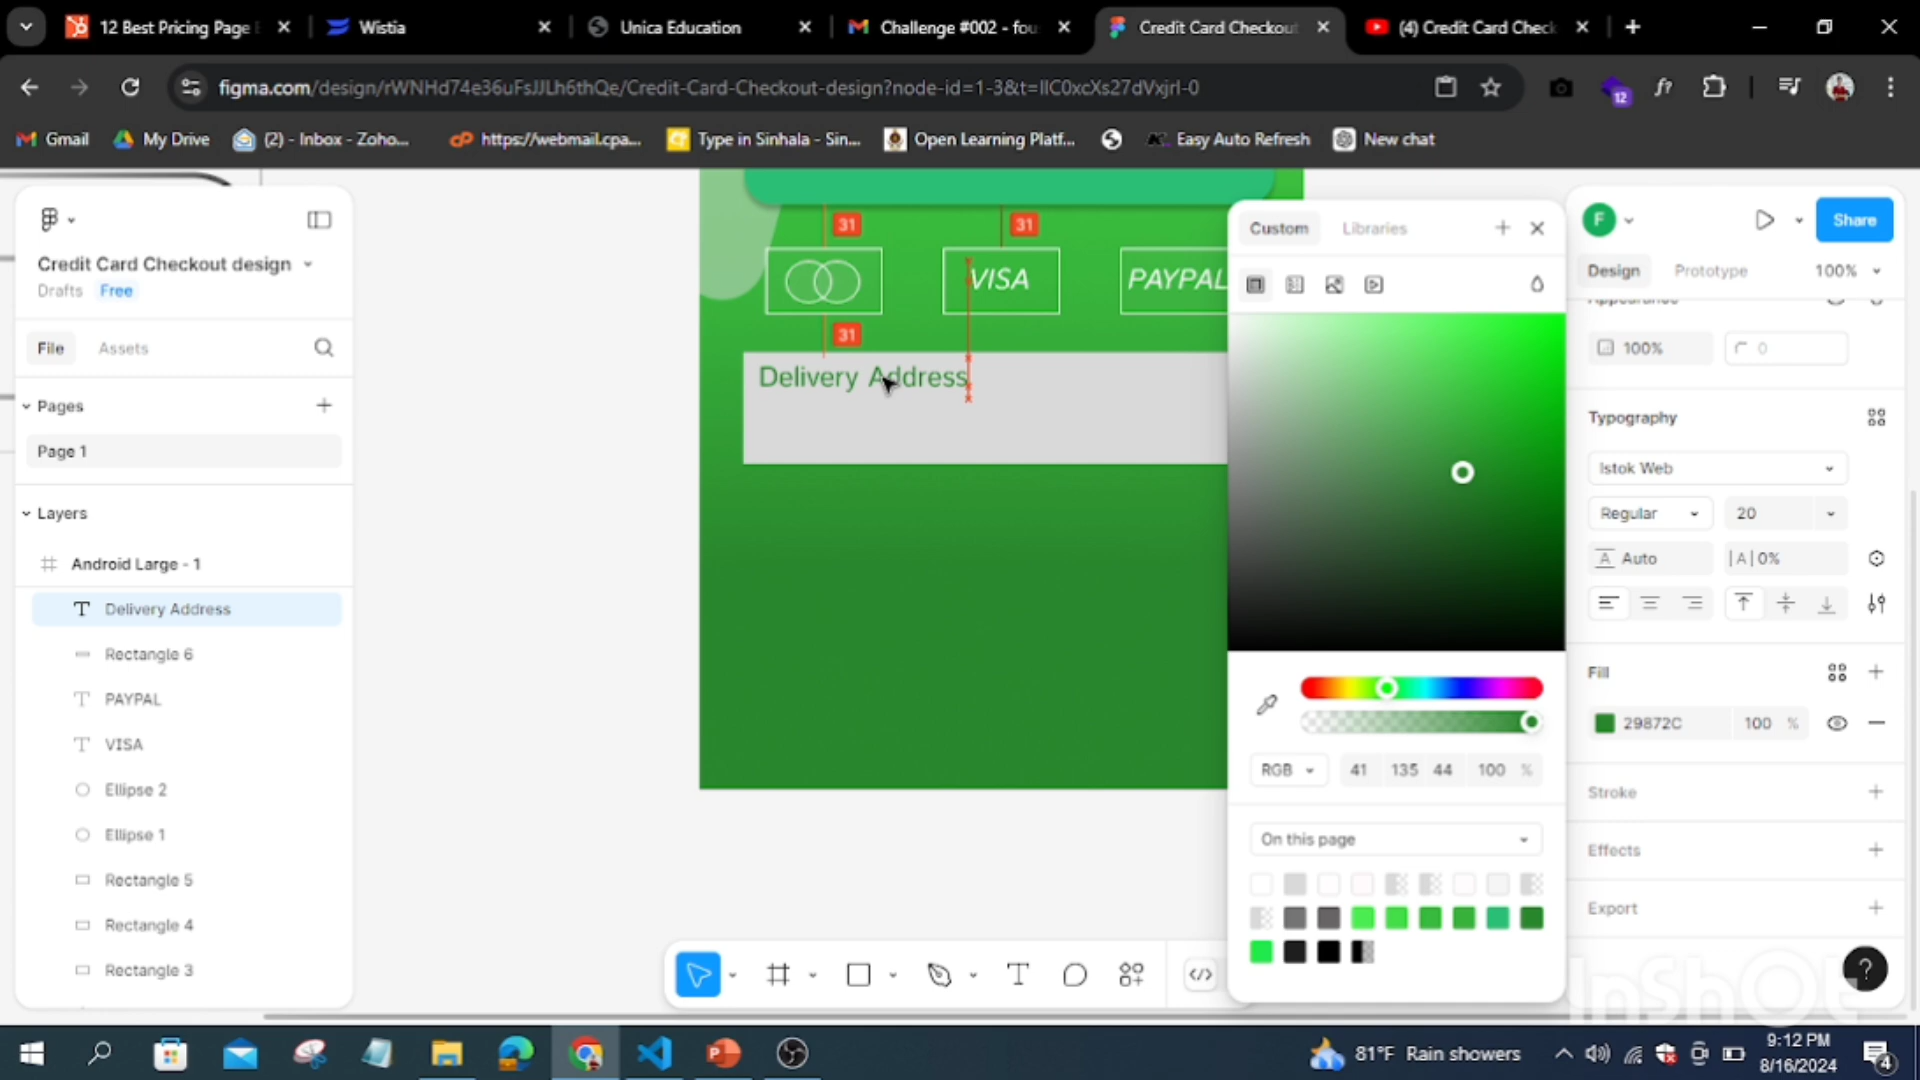 12 Best Pricing Page E
Wistia
Unica Education
Challenge #002 - fou
Credit Card Checkout
(4) Credit Card Check
figma.com/design/rWNHd74e36uFsJJLh6thQe/Credit-Card-Checkout-design?node-id=1-3&t=IIC0xcXs27dVxjrI-0
12
f?
Gmail
My Drive
(2) - Inbox - Zoho...
https://webmail.cpa...
Type in Sinhala - Sin...
Open Learning Platf...
Easy Auto Refresh
New chat
Credit Card Checkout design
Drafts
Free
File
Assets
Pages
Page 1
Layers
Android Large - 1
Delivery Address
Rectangle 6
PAYPAL
VISA
Ellipse 2
Ellipse 1
Rectangle 5
Rectangle 4
Rectangle 3
31
31
VISA
PAYPAL
31
Delivery Address
Custom
Libraries
RGB
41
135
44
100
%
On this page
F
Share
Design
Prototype
100%
Appearance
100%
0
Typography
Istok Web
Regular
20
A Auto
|A| 0%
Fill
29872C
100
%
Stroke
Effects
Export
?
InShOt
81°F
Rain showers
9:12 PM
8/16/2024
4